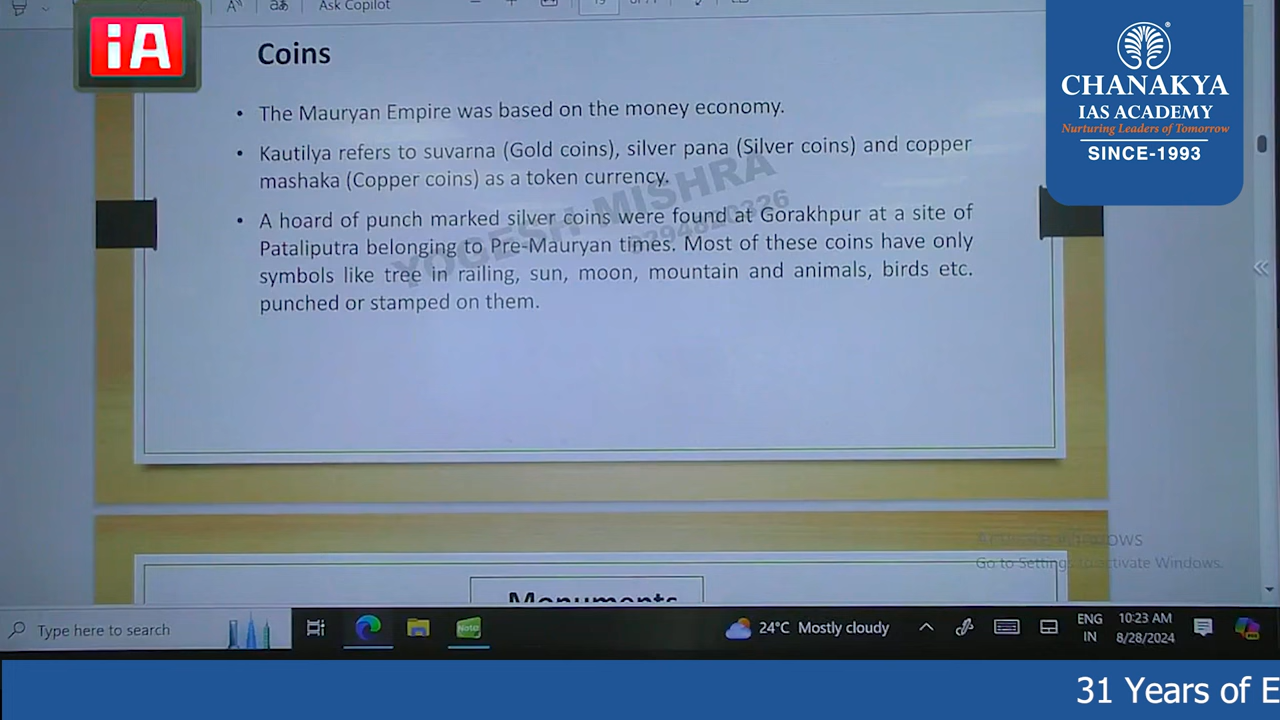 Ask Copilot
iA
Coins
CHANAKYA
IAS ACADEMY
Nurturing Leaders of Tomorrow
SINCE-1993
• The Mauryan Empire was based on the money economy.
• Kautilya refers to suvarna (Gold coins), silver pana (Silver coins) and copper
mashaka (Copper coins) as a token currency.
• A hoard of punch marked silver coins were found at Gorakhpur at a site of
Pataliputra belonging to Pre-Mauryan times. Most of these coins have only
symbols like tree in railing, sun, moon, mountain and animals, birds etc.
punched or stamped on them.
YOGESH MISHRA
Go to Settings to activate Windows.
Monuments
Type here to search
Note
24°C Mostly cloudy
ENG
IN
10:23 AM
8/28/2024
31 Years of E